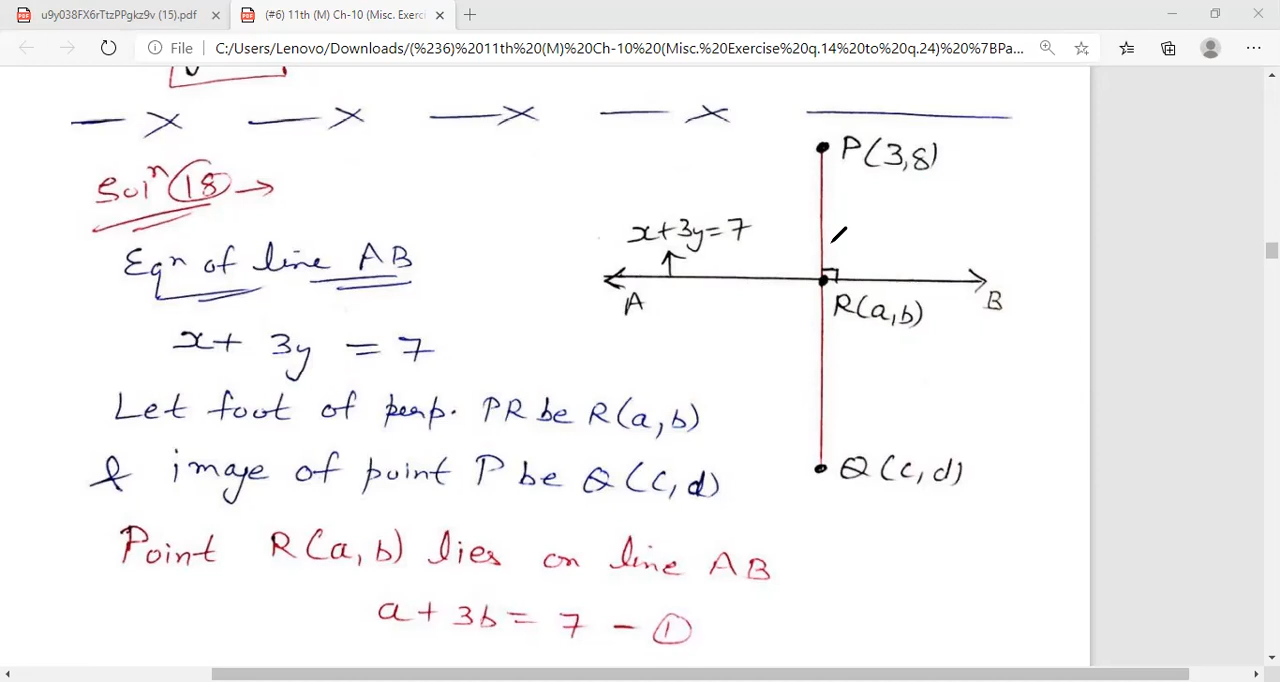 u9y038FX6rTtzPPgkz9v (15).pdf
(#6) 11th (M) Ch-10 (Misc. Exerc
File
C:/Users/Lenovo/Downloads/(%236)%2011th%20(M)%20Ch-10%20(Misc.%20Exercise%20q.14%20to%20q.24)%20%7BPa...
Solⁿ (18) →
Eqⁿ of line AB
x + 3y = 7
Let foot of perp. PR be R(a, b)
& image of point P be Q(c, d)
Point R(a, b) lies on line AB
a + 3b = 7 - ①
P(3,8)
x+3y=7
A
R(a,b)
B
Q(c,d)